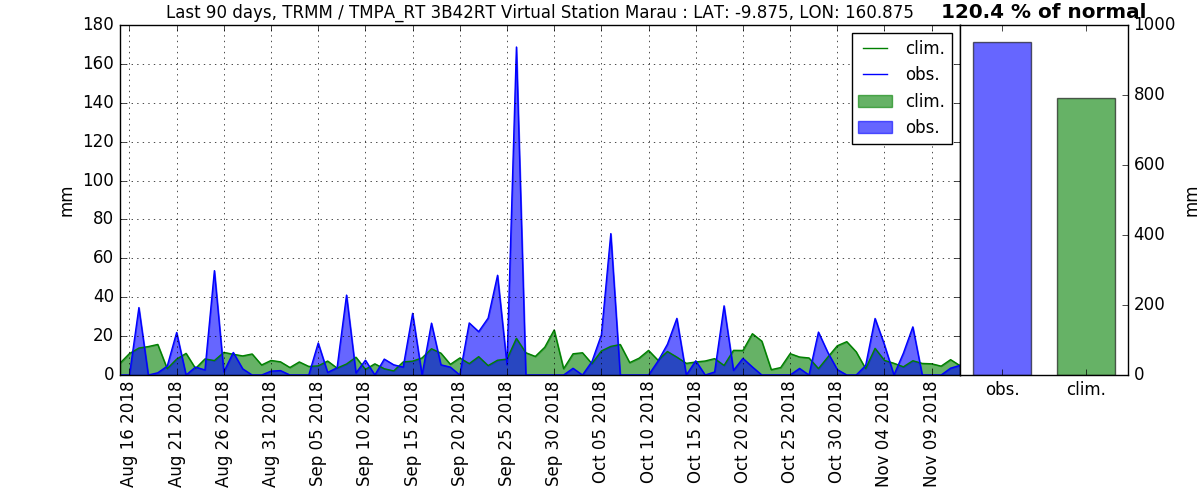 Last 90 days, TRMM / TMPA_RT 3B42RT Virtual Station Marau : LAT: -9.875, LON: 160.875
120.4 % of normal
180
160
140
120
100
80
60
40
20
0
mm
clim.
obs.
clim.
obs.
1000
800
600
400
200
0
mm
obs.
clim.
Aug 16 2018
Aug 21 2018
Aug 26 2018
Aug 31 2018
Sep 05 2018
Sep 10 2018
Sep 15 2018
Sep 20 2018
Sep 25 2018
Sep 30 2018
Oct 05 2018
Oct 10 2018
Oct 15 2018
Oct 20 2018
Oct 25 2018
Oct 30 2018
Nov 04 2018
Nov 09 2018